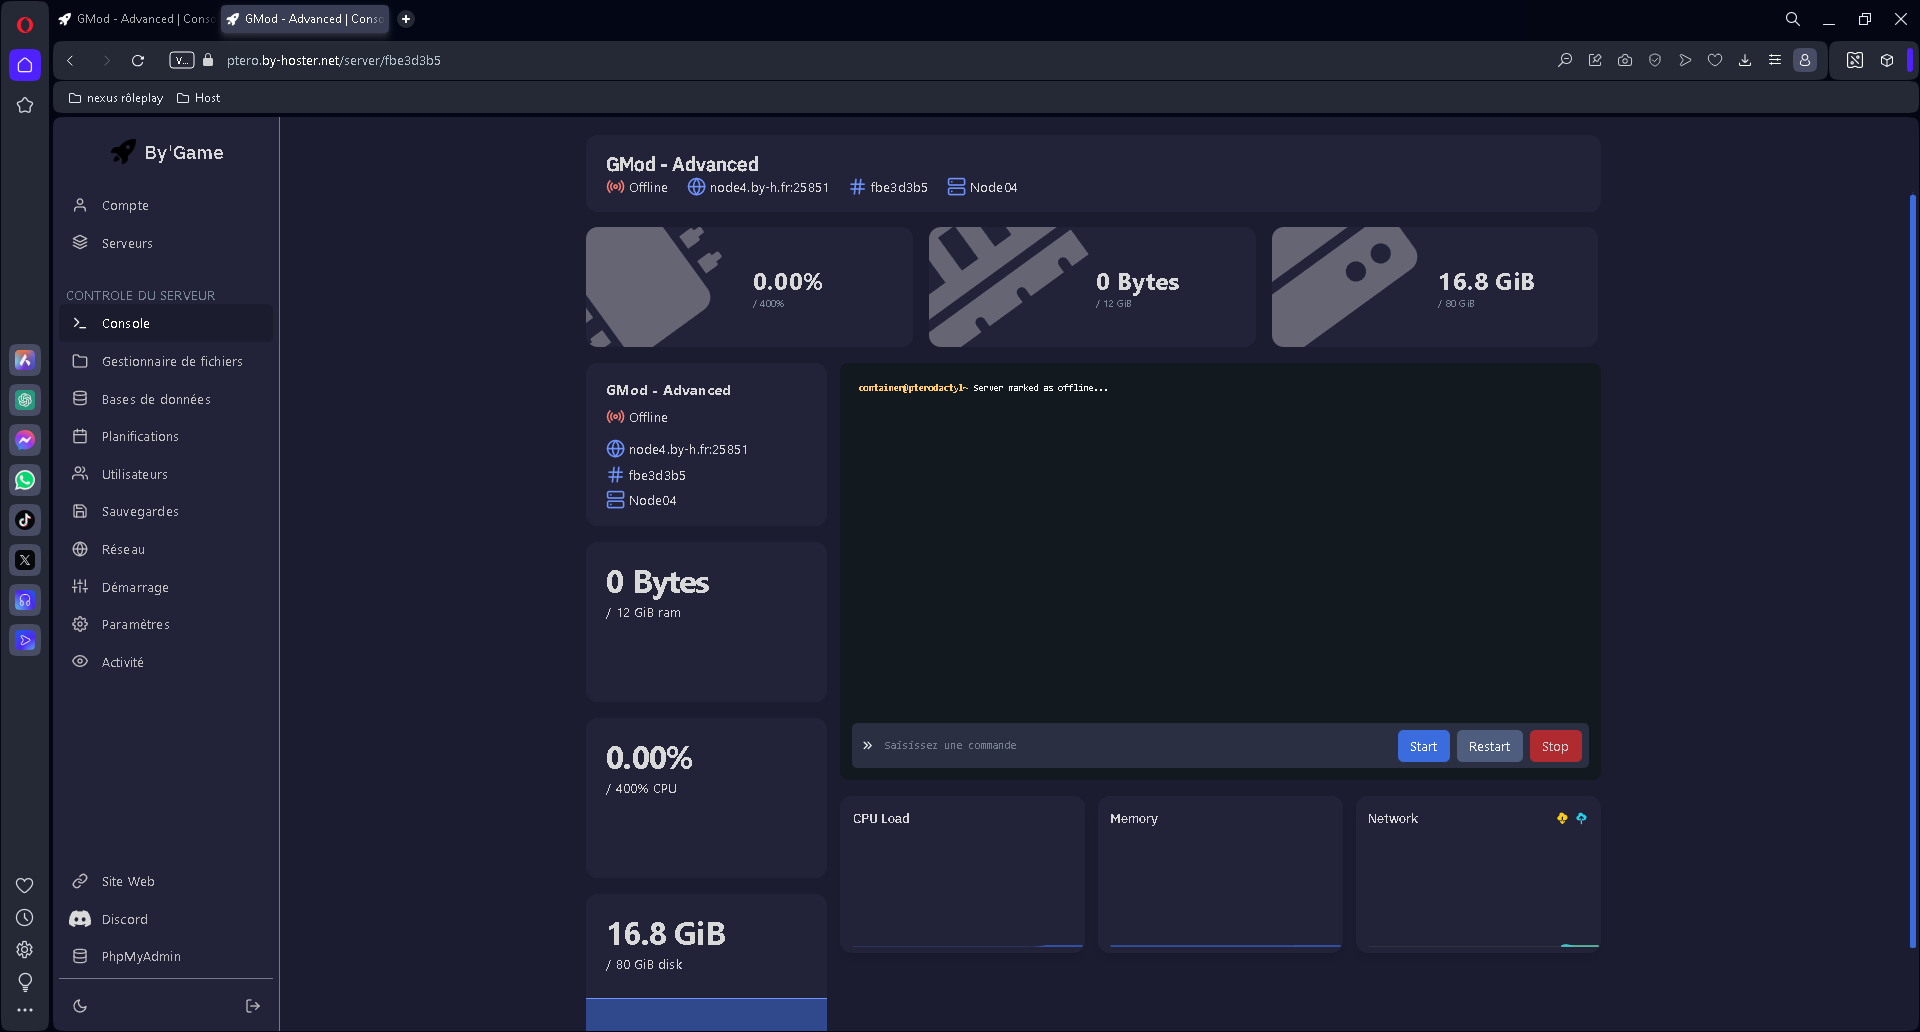 GMod - Advanced | Conso
GMod - Advanced | Conso
V...
ptero.by-hoster.net/server/fbe3d3b5
nexus rôleplay
Host
By'Game
Compte
Serveurs
CONTROLE DU SERVEUR
Console
Gestionnaire de fichiers
Bases de données
Planifications
Utilisateurs
Sauvegardes
Réseau
Démarrage
Paramètres
Activité
Site Web
Discord
PhpMyAdmin
GMod - Advanced
Offline node4.by-h.fr:25851 fbe3d3b5 Node04
0.00%
/ 400%
0 Bytes
/ 12 GiB
16.8 GiB
/ 80 GiB
GMod - Advanced
Offline
node4.by-h.fr:25851
fbe3d3b5
Node04
0 Bytes
/ 12 GiB ram
0.00%
/ 400% CPU
16.8 GiB
/ 80 GiB disk
container@pterodactyl~ Server marked as offline...
Saisissez une commande
Start
Restart
Stop
CPU Load
Memory
Network